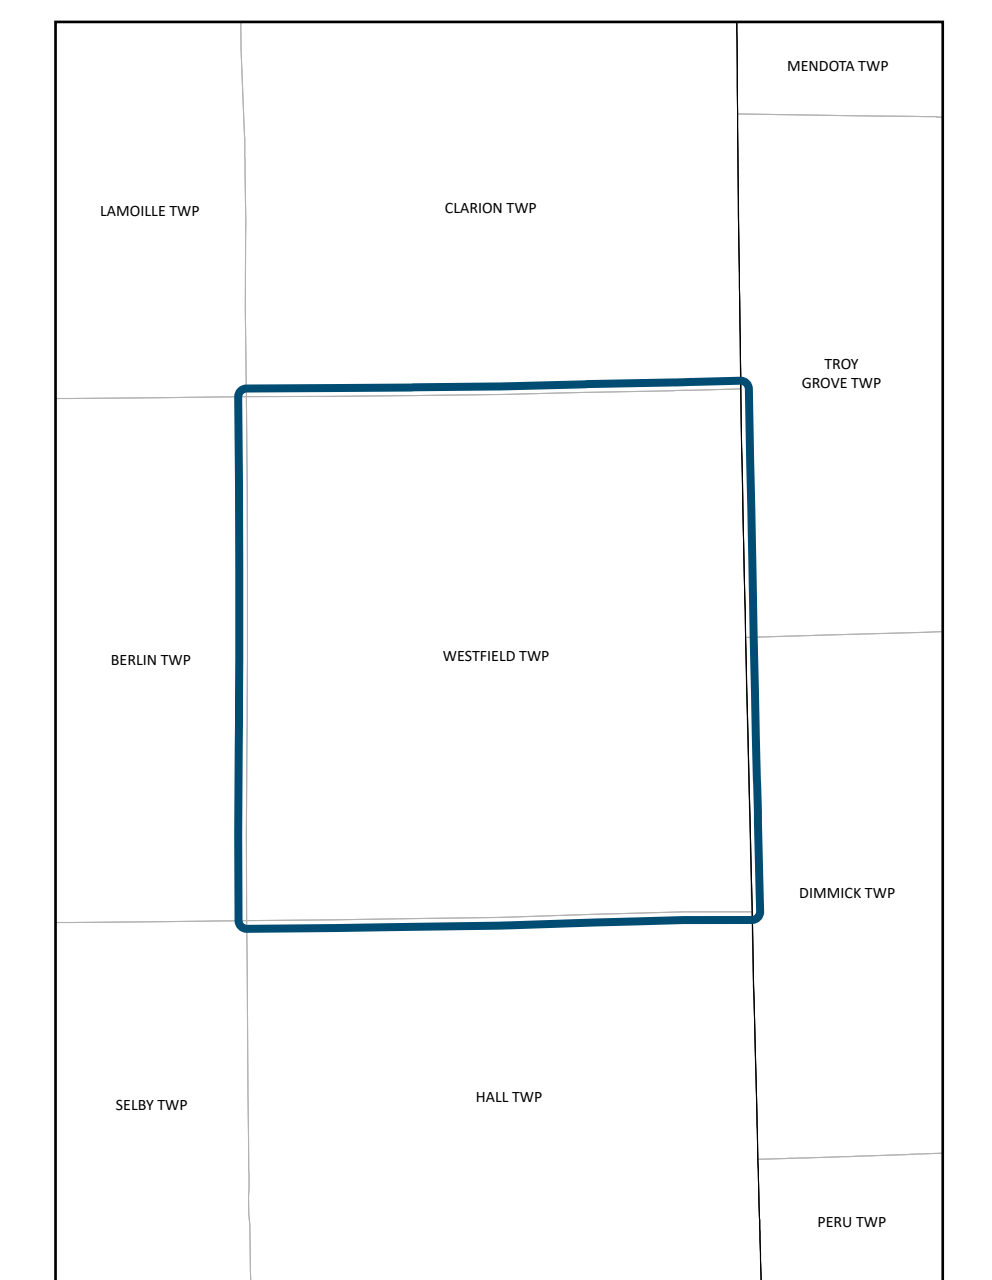 MENDOTA TWP
LAMOILLE TWP
CLARION TWP
TROY
GROVE TWP
BERLIN TWP
WESTFIELD TWP
DIMMICK TWP
SELBY TWP
HALL TWP
PERU TWP